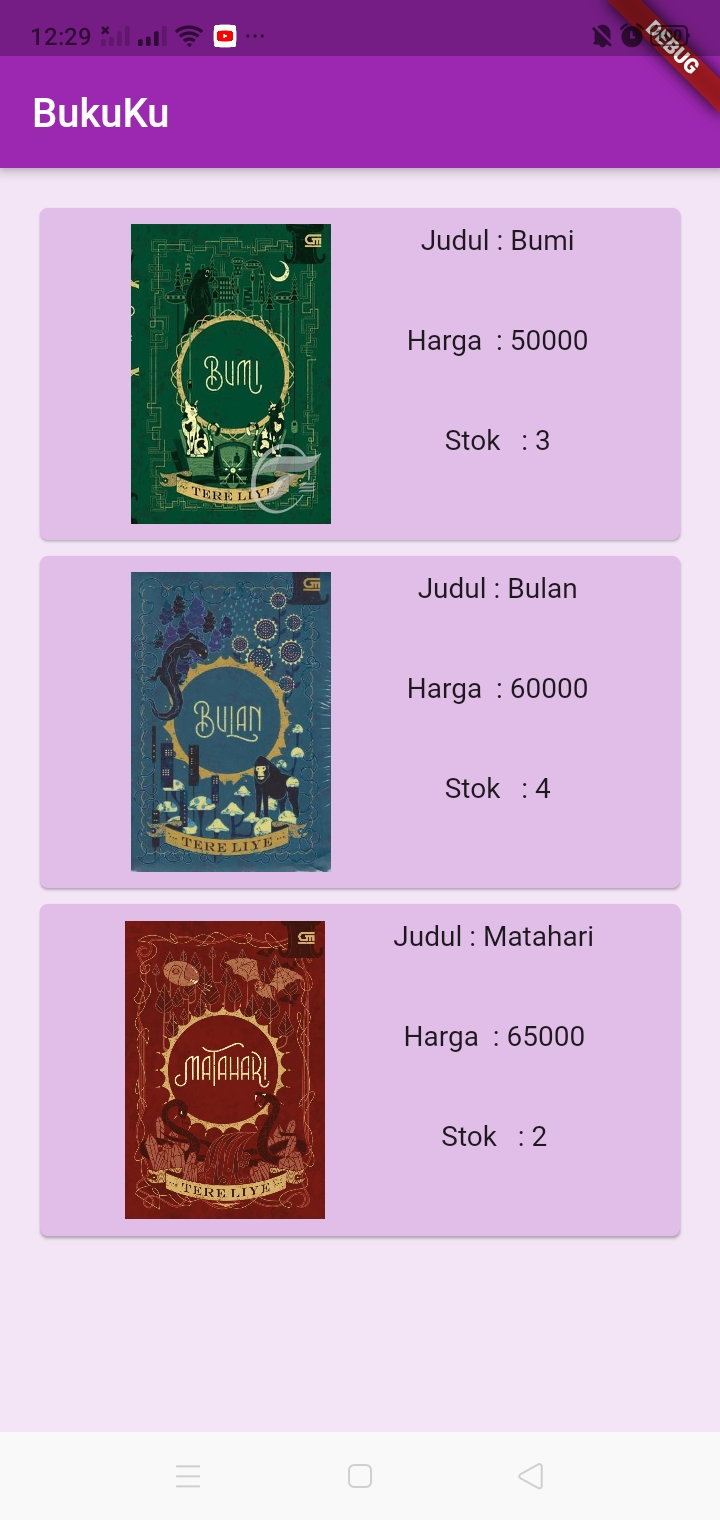 12:29
DEBUG
BukuKu
BUMI
TERE LIYE
Judul : Bumi
Harga : 50000
Stok : 3
BULAN
TERE LIYE
Judul : Bulan
Harga : 60000
Stok : 4
MATAHARI
TERE LIYE
Judul : Matahari
Harga : 65000
Stok : 2